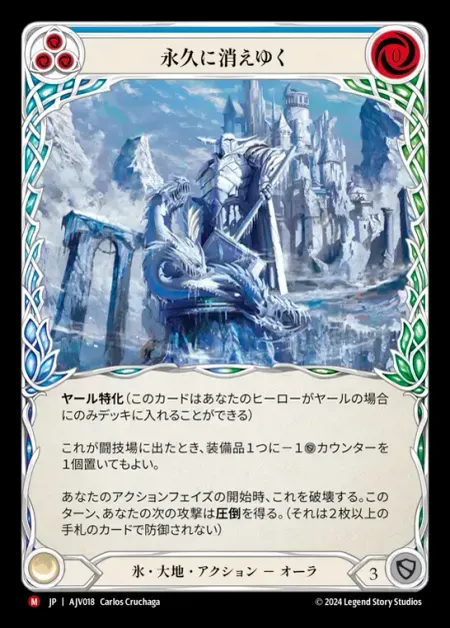 永久に消えゆく
0
ヤール特化(このカードはあなたのヒーローがヤールの場合
にのみデッキに入れることができる)
これが闘技場に出たとき、装備品1つに－1カウンターを
1個置いてもよい。
あなたのアクションフェイズの開始時、これを破壊する。この
ターン、あなたの次の攻撃は圧倒を得る。(それは2枚以上の
手札のカードで防御されない)
氷・大地・アクション － オーラ
3
M JP | AJV018 Carlos Cruchaga
© 2024 Legend Story Studios